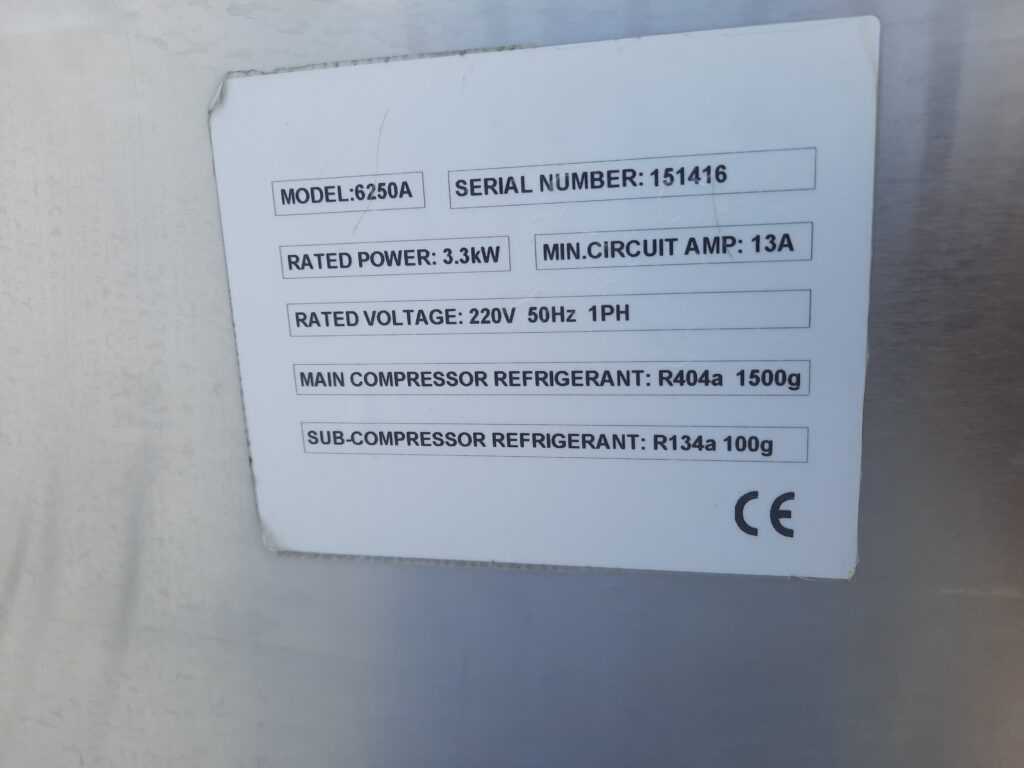 MODEL:6250A SERIAL NUMBER: 151416
RATED POWER: 3.3kW MIN.CIRCUIT AMP: 13A
RATED VOLTAGE: 220V 50Hz 1PH
MAIN COMPRESSOR REFRIGERANT: R404a 1500g
SUB-COMPRESSOR REFRIGERANT: R134a 100g
CE